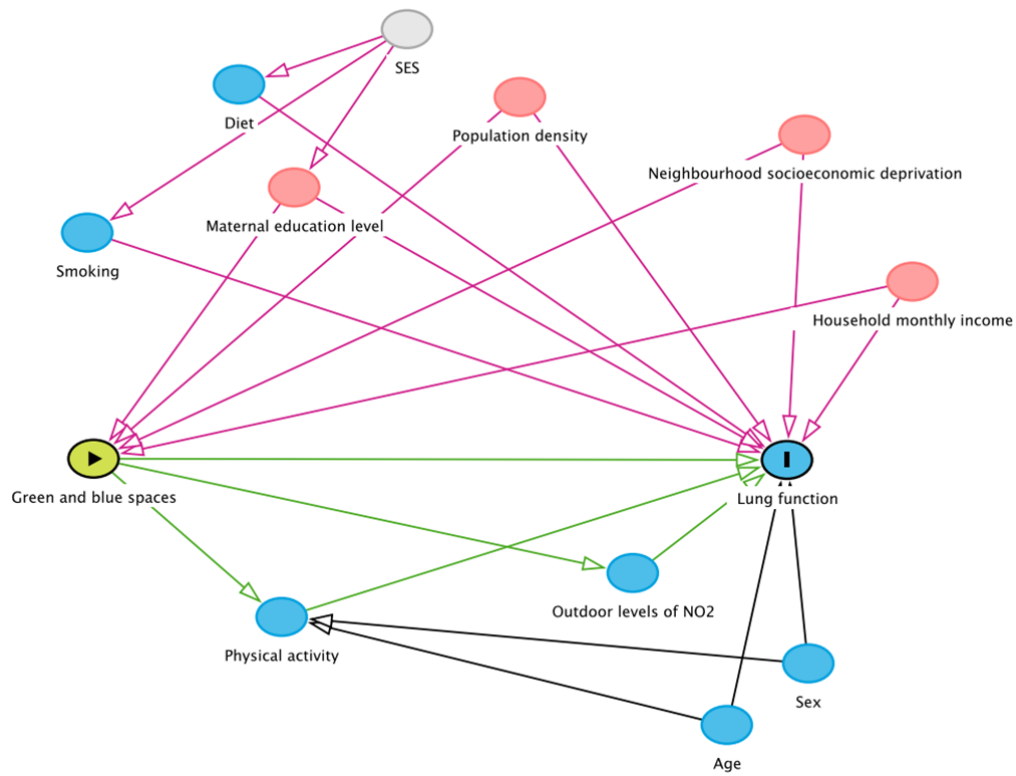 SES
Diet
Population density
Neighbourhood socioeconomic deprivation
Maternal education level
Smoking
Household monthly income
Green and blue spaces
Lung function
Outdoor levels of NO2
Physical activity
Sex
Age